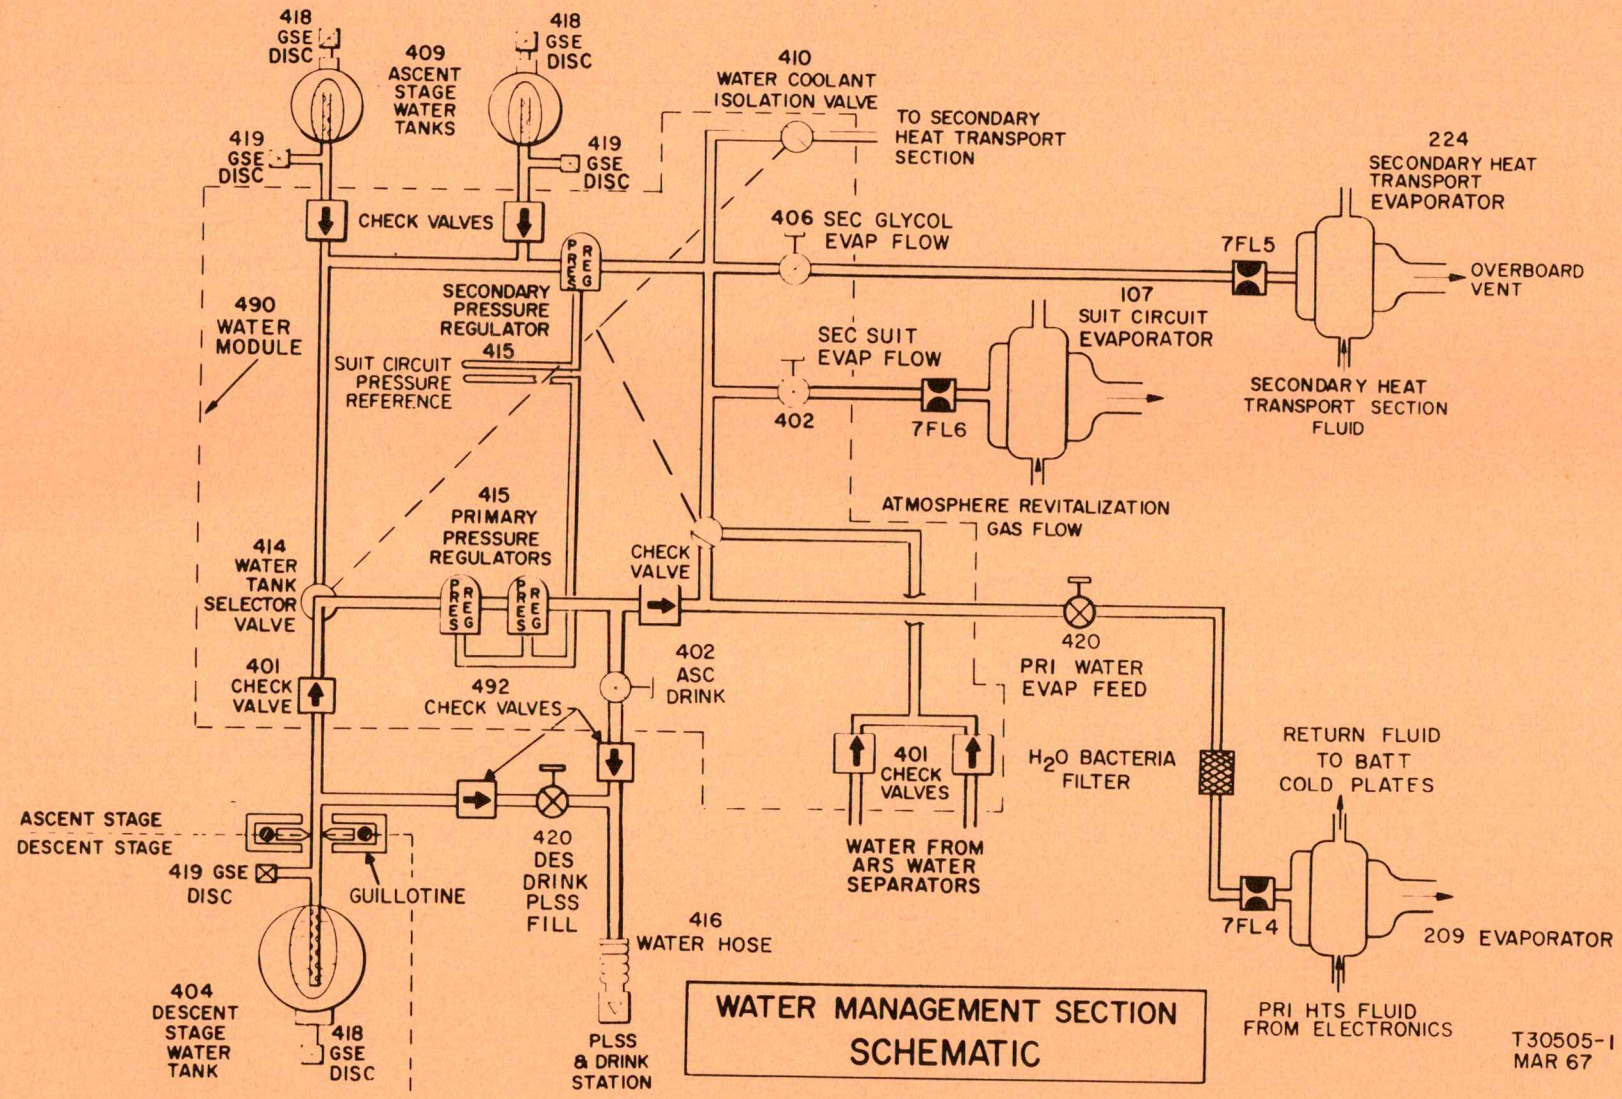 418
GSE
DISC
418
GSE
DISC
409
ASCENT
STAGE
WATER
TANKS
419
GSE
DISC
419
GSE
DISC
410
WATER COOLANT
ISOLATION VALVE
TO SECONDARY
HEAT TRANSPORT
SECTION
224
SECONDARY HEAT
TRANSPORT
EVAPORATOR
CHECK VALVES
406 SEC GLYCOL
EVAP FLOW
7FL5
OVERBOARD
VENT
PRES
REG
490
WATER
MODULE
SECONDARY
PRESSURE
REGULATOR
415
SUIT CIRCUIT
PRESSURE
REFERENCE
107
SUIT CIRCUIT
EVAPORATOR
SEC SUIT
EVAP FLOW
402
7FL6
SECONDARY HEAT
TRANSPORT SECTION
FLUID
ATMOSPHERE REVITALIZATION
GAS FLOW
415
PRIMARY
PRESSURE
REGULATORS
PRES
REG
PRES
REG
414
WATER
TANK
SELECTOR
VALVE
CHECK
VALVE
401
CHECK
VALVE
402
ASC
DRINK
492
CHECK VALVES
420
PRI WATER
EVAP FEED
H2O BACTERIA
FILTER
401
CHECK
VALVES
WATER FROM
ARS WATER
SEPARATORS
RETURN FLUID
TO BATT
COLD PLATES
ASCENT STAGE
DESCENT STAGE
419 GSE
DISC
GUILLOTINE
420
DES
DRINK
PLSS
FILL
416
WATER HOSE
7FL4
209 EVAPORATOR
404
DESCENT
STAGE
WATER
TANK
418
GSE
DISC
PLSS
& DRINK
STATION
PRI HTS FLUID
FROM ELECTRONICS
WATER MANAGEMENT SECTION
SCHEMATIC
T30505-1
MAR 67